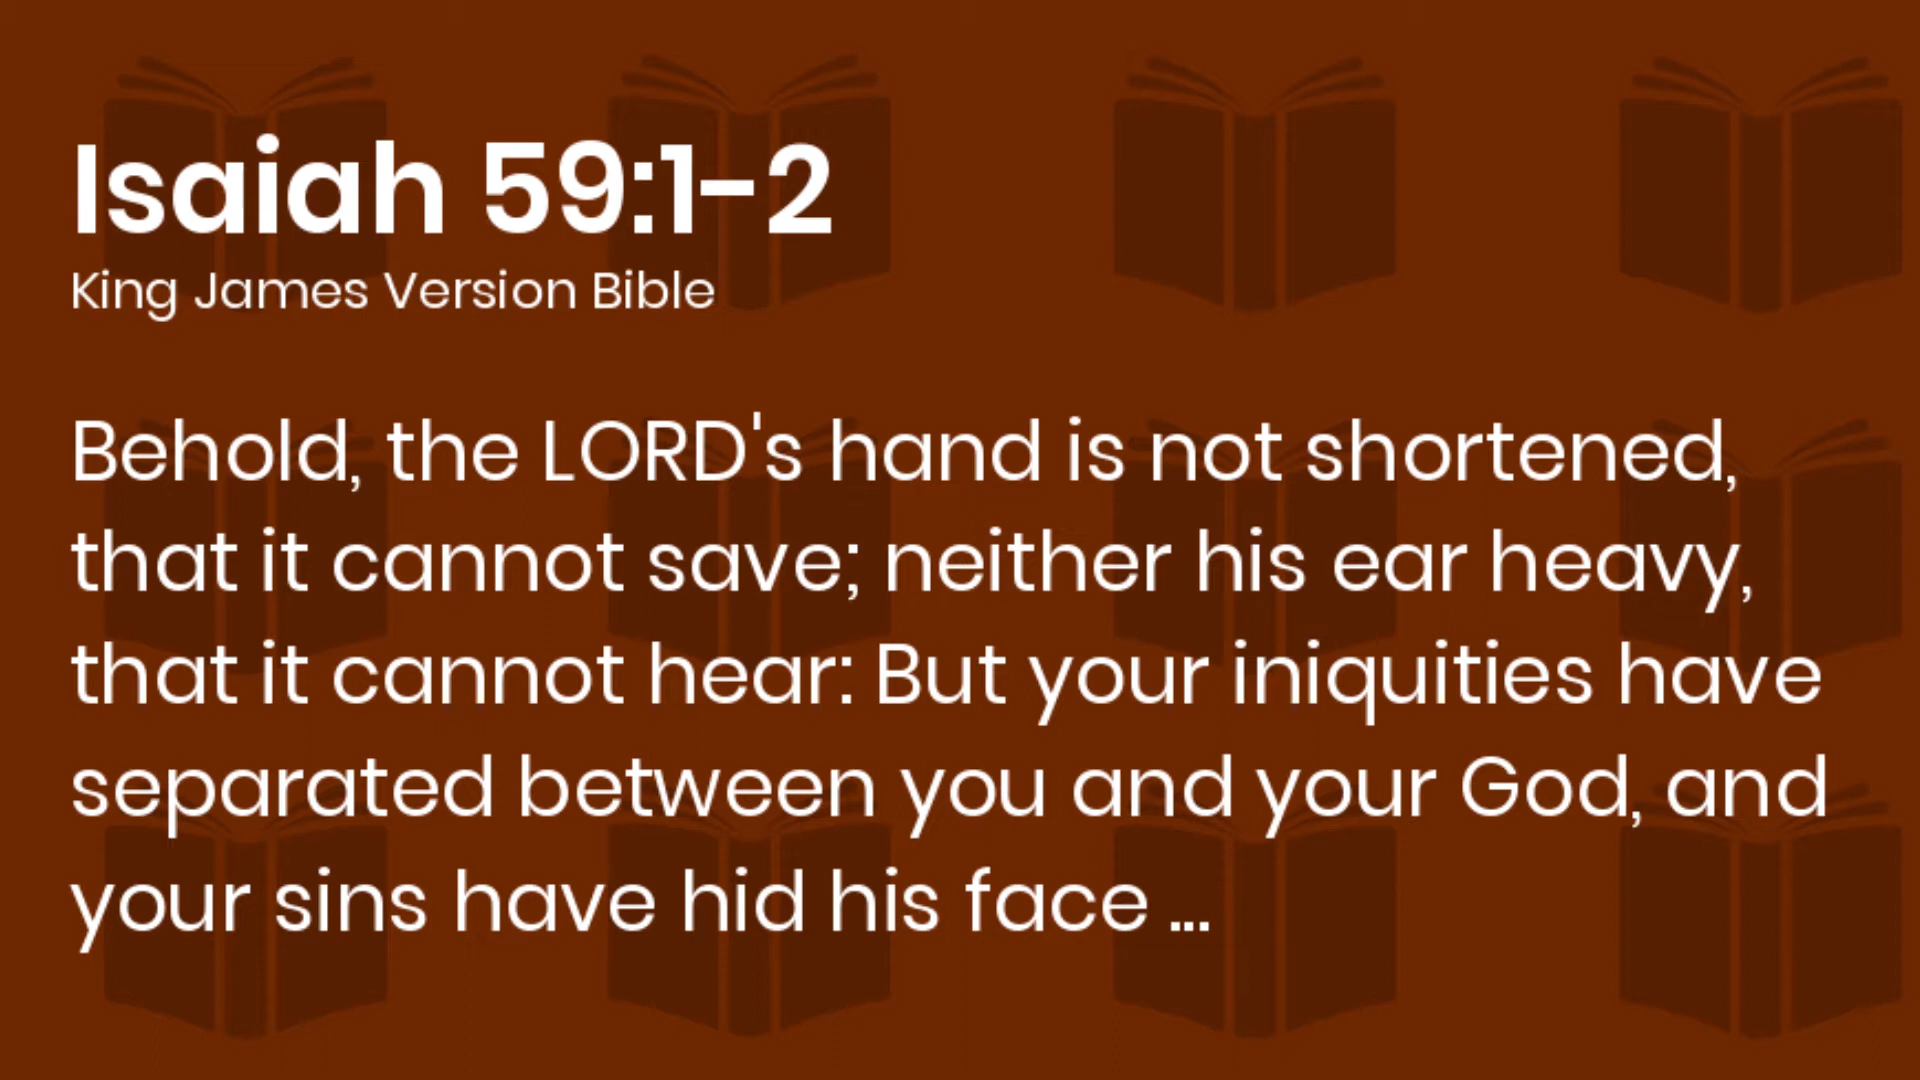 Isaiah 59:1-2
King James Version Bible
Behold, the LORD's hand is not shortened,
that it cannot save; neither his ear heavy,
that it cannot hear: But your iniquities have
separated between you and your God, and
your sins have hid his face ...